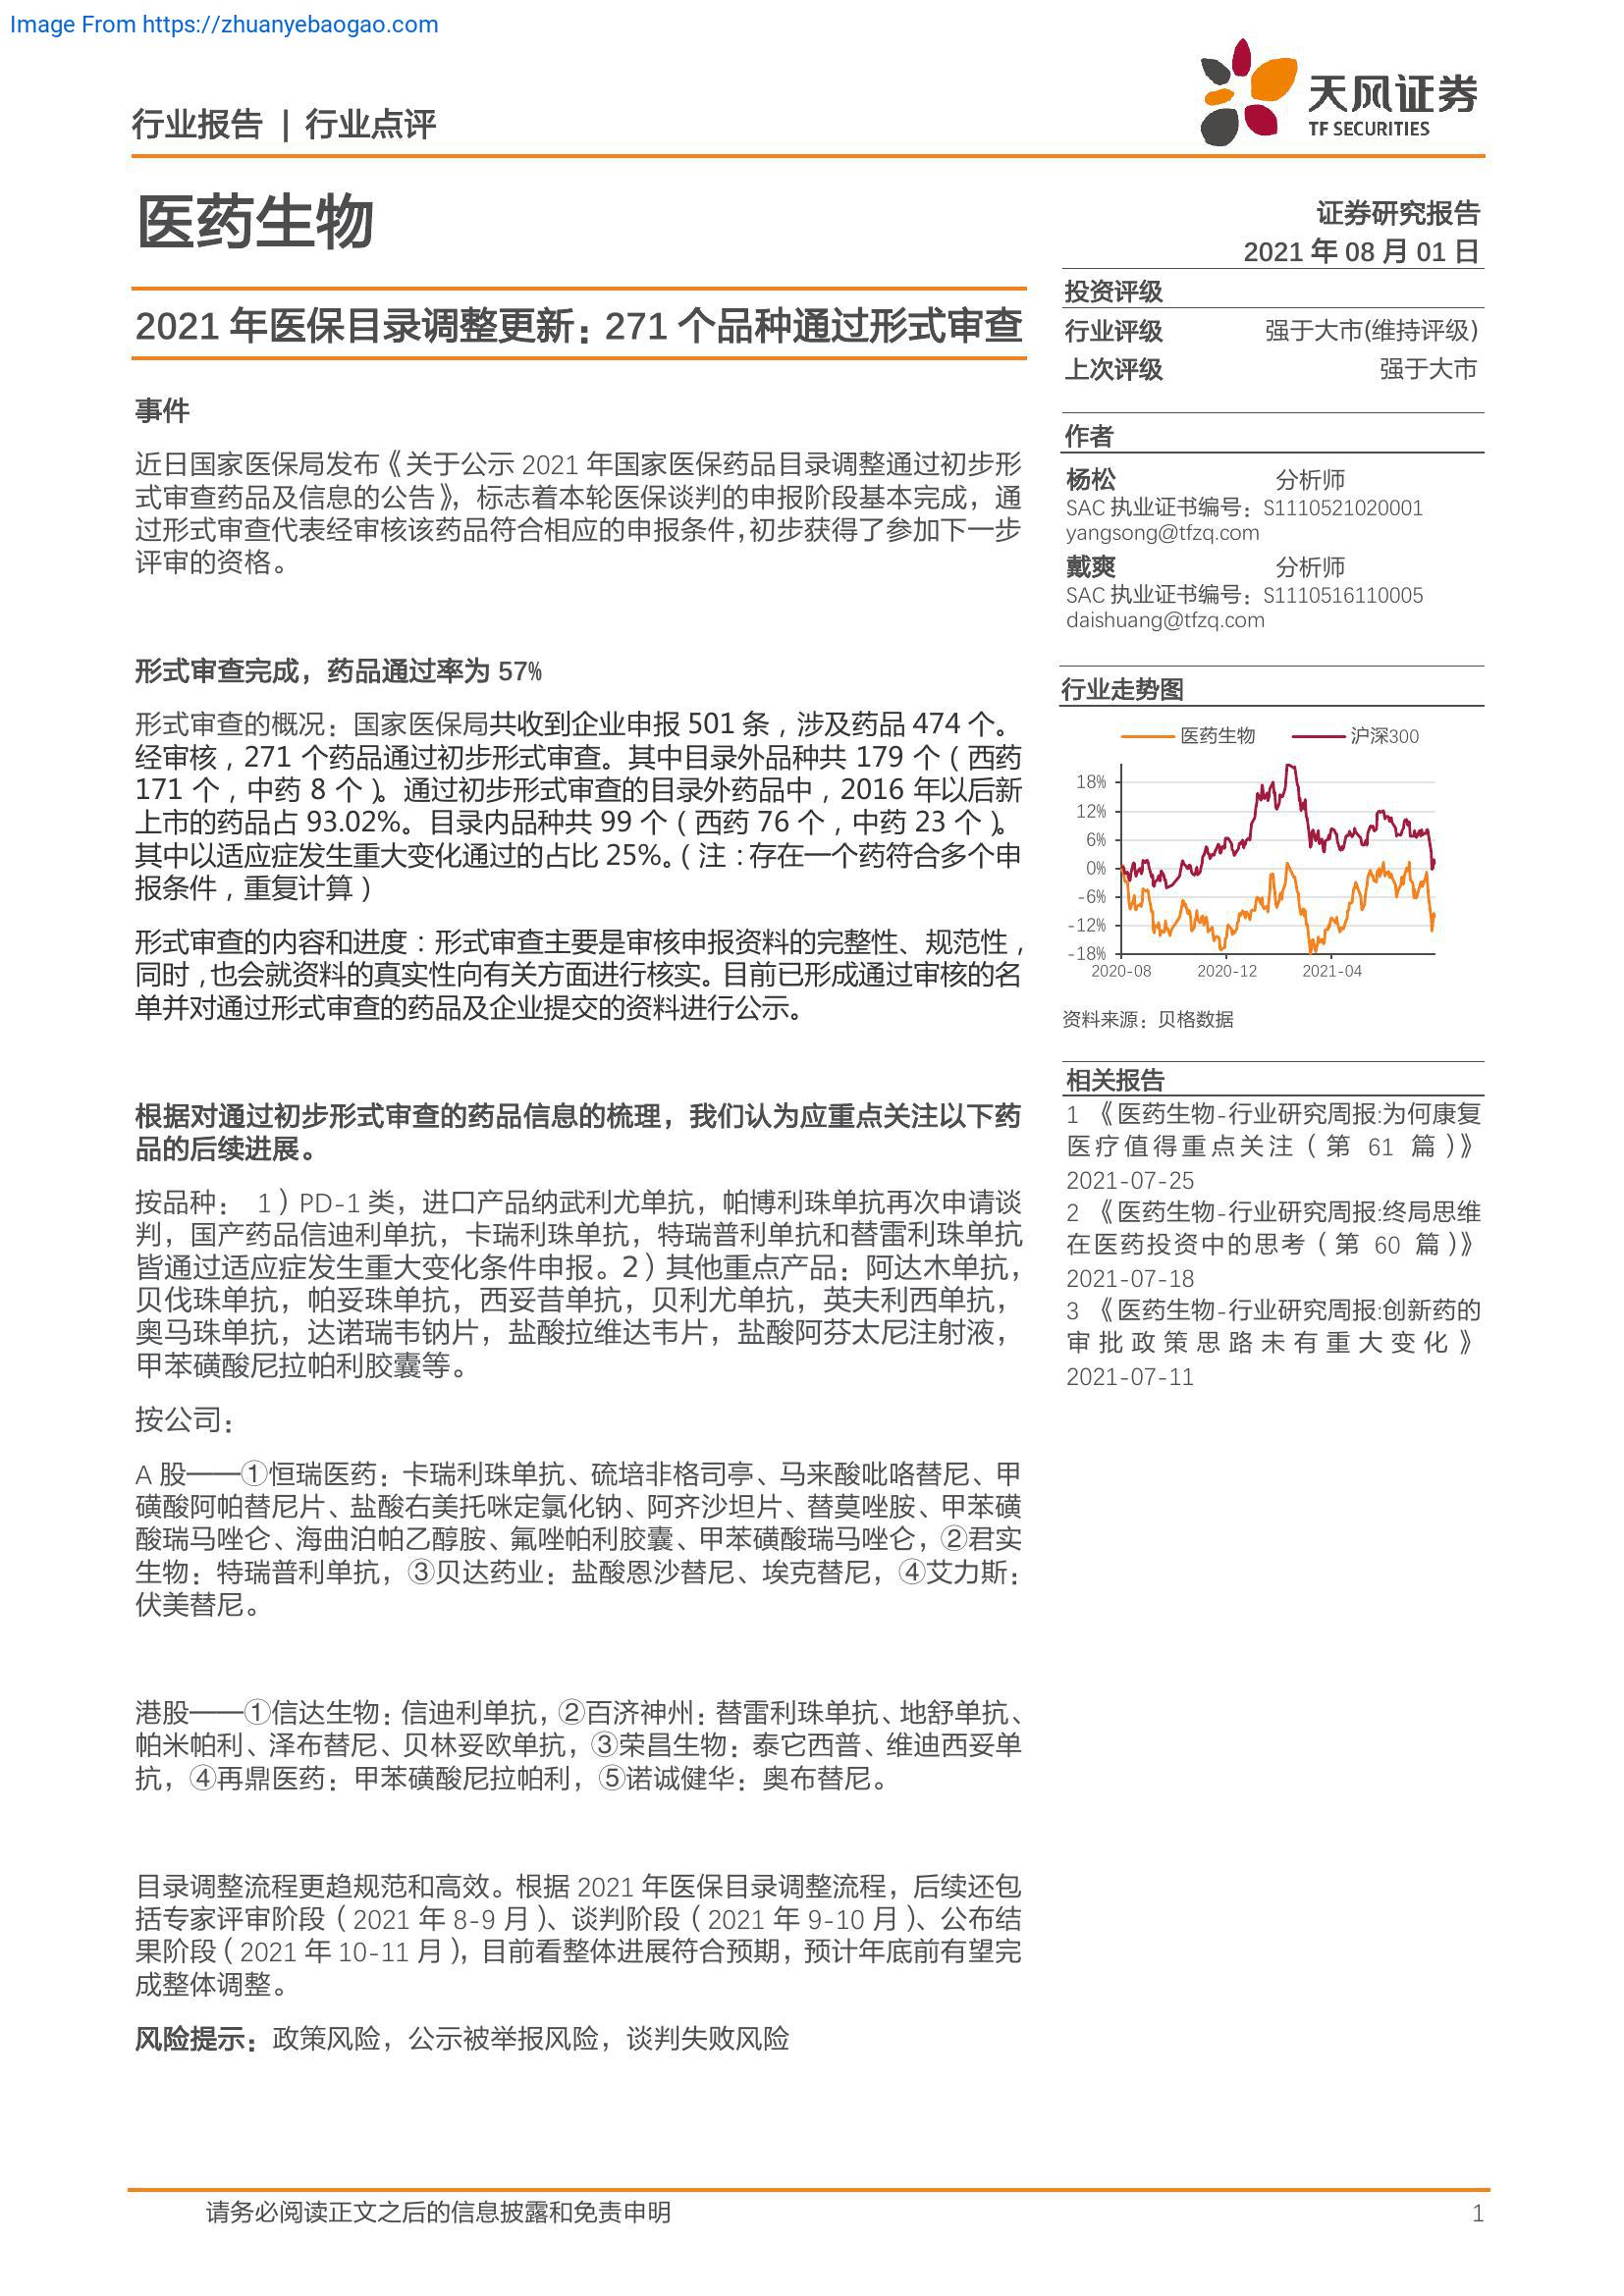 Image From https://zhuanyebaogao.com
行业报告 | 行业点评
天风证券
TF SECURITIES
医药生物
证券研究报告
2021 年 08 月 01 日
2021 年医保目录调整更新：271 个品种通过形式审查
事件
近日国家医保局发布《关于公示 2021 年国家医保药品目录调整通过初步形
式审查药品及信息的公告》，标志着本轮医保谈判的申报阶段基本完成，通
过形式审查代表经审核该药品符合相应的申报条件，初步获得了参加下一步
评审的资格。
形式审查完成，药品通过率为 57%
形式审查的概况：国家医保局共收到企业申报 501 条，涉及药品 474 个。
经审核，271 个药品通过初步形式审查。其中目录外品种共 179 个（西药
171 个，中药 8 个）。通过初步形式审查的目录外药品中，2016 年以后新
上市的药品占 93.02%。目录内品种共 99 个（西药 76 个，中药 23 个）。
其中以适应症发生重大变化通过的占比 25%。（注：存在一个药符合多个申
报条件，重复计算）
形式审查的内容和进度：形式审查主要是审核申报资料的完整性、规范性，
同时，也会就资料的真实性向有关方面进行核实。目前已形成通过审核的名
单并对通过形式审查的药品及企业提交的资料进行公示。
根据对通过初步形式审查的药品信息的梳理，我们认为应重点关注以下药
品的后续进展。
按品种： 1）PD-1 类，进口产品纳武利尤单抗，帕博利珠单抗再次申请谈
判，国产药品信迪利单抗，卡瑞利珠单抗，特瑞普利单抗和替雷利珠单抗
皆通过适应症发生重大变化条件申报。2）其他重点产品：阿达木单抗，
贝伐珠单抗，帕妥珠单抗，西妥昔单抗，贝利尤单抗，英夫利西单抗，
奥马珠单抗，达诺瑞韦钠片，盐酸拉维达韦片，盐酸阿芬太尼注射液，
甲苯磺酸尼拉帕利胶囊等。
按公司：
A 股——①恒瑞医药：卡瑞利珠单抗、硫培非格司亭、马来酸吡咯替尼、甲
磺酸阿帕替尼片、盐酸右美托咪定氯化钠、阿齐沙坦片、替莫唑胺、甲苯磺
酸瑞马唑仑、海曲泊帕乙醇胺、氟唑帕利胶囊、甲苯磺酸瑞马唑仑，②君实
生物：特瑞普利单抗，③贝达药业：盐酸恩沙替尼、埃克替尼，④艾力斯：
伏美替尼。
港股——①信达生物：信迪利单抗，②百济神州：替雷利珠单抗、地舒单抗、
帕米帕利、泽布替尼、贝林妥欧单抗，③荣昌生物：泰它西普、维迪西妥单
抗，④再鼎医药：甲苯磺酸尼拉帕利，⑤诺诚健华：奥布替尼。
目录调整流程更趋规范和高效。根据 2021 年医保目录调整流程，后续还包
括专家评审阶段（2021 年 8-9 月）、谈判阶段（2021 年 9-10 月）、公布结
果阶段（2021 年 10-11 月），目前看整体进展符合预期，预计年底前有望完
成整体调整。
风险提示：政策风险，公示被举报风险，谈判失败风险
投资评级
行业评级 强于大市(维持评级)
上次评级 强于大市
作者
杨松 分析师
SAC 执业证书编号：S1110521020001
yangsong@tfzq.com
戴爽 分析师
SAC 执业证书编号：S1110516110005
daishuang@tfzq.com
行业走势图
医药生物 沪深300
18%
12%
6%
0%
-6%
-12%
-18%
2020-08 2020-12 2021-04
资料来源：贝格数据
相关报告
1 《医药生物-行业研究周报:为何康复
医疗值得重点关注（第 61 篇）》
2021-07-25
2 《医药生物-行业研究周报:终局思维
在医药投资中的思考（第 60 篇）》
2021-07-18
3 《医药生物-行业研究周报:创新药的
审批政策思路未有重大变化》
2021-07-11
请务必阅读正文之后的信息披露和免责申明 1